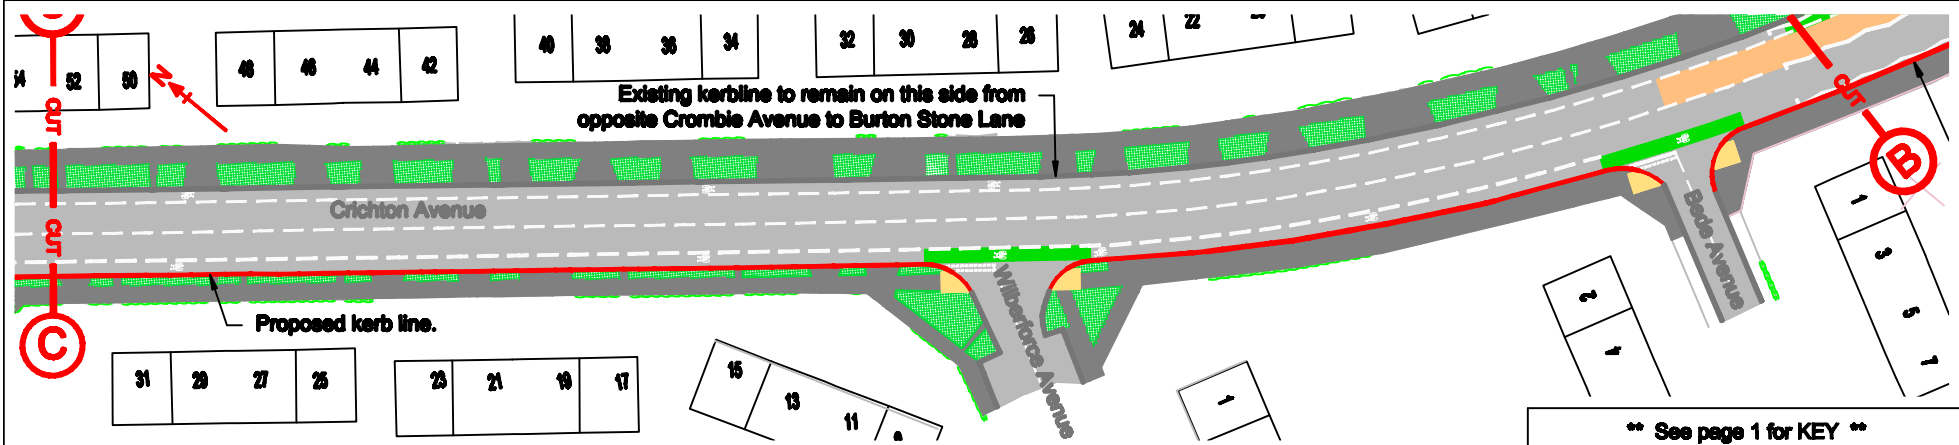 54 52 50
48 46 44 42
40 38 36 34
32 30 28 26
24 22
N
CUT
CUT
C
Existing kerbline to remain on this side from
opposite Crombie Avenue to Burton Stone Lane
CUT
B
Crichton Avenue
Wilberforce Avenue
Bede Avenue
Proposed kerb line.
31 29 27 25
23 21 19 17
15 13 11
1
2 4
1 3 5 7
** See page 1 for KEY **